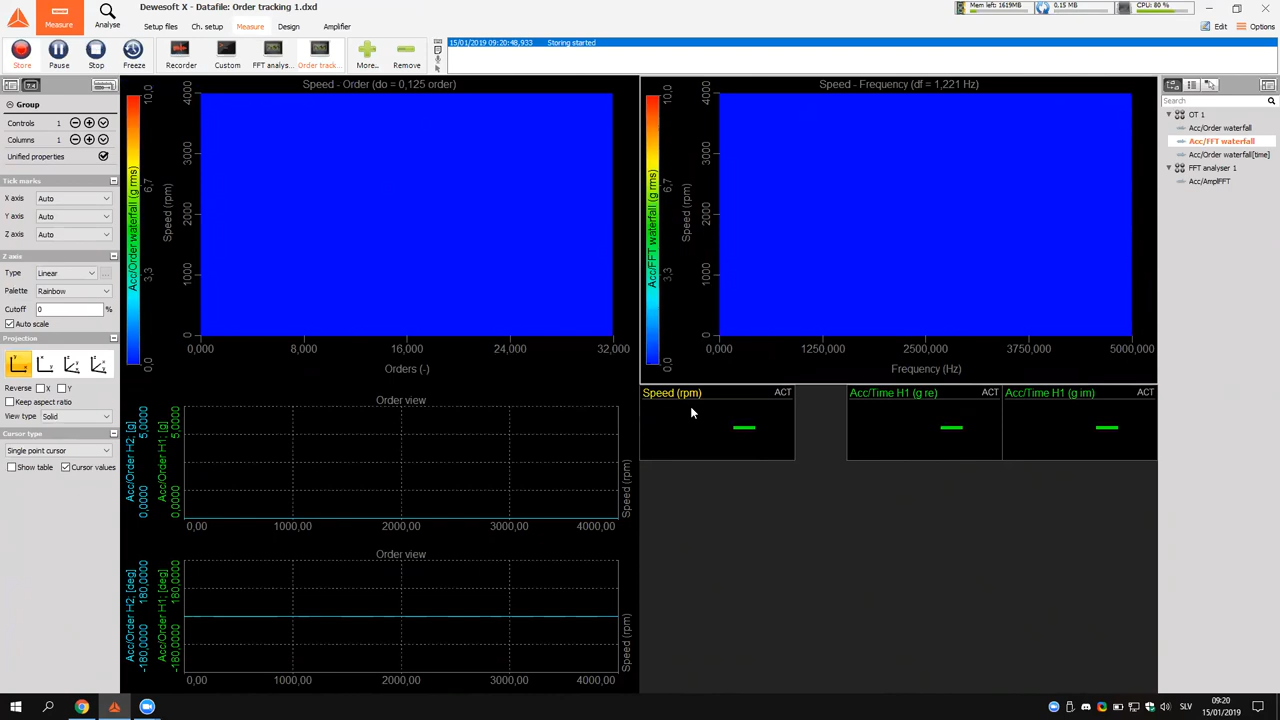 Dewesoft X - Datafile: Order tracking 1.dxd
Mem left: 1619MB
0,15 MB
CPU: 80 %
Measure
Analyse
Setup files
Ch. setup
Measure
Design
Amplifier
Edit
Options
Store
Pause
Stop
Freeze
Recorder
Custom
FFT analys...
Order track...
More...
Remove
15/01/2019 09:20:48,933 Storing started
Group
Controls 1
Columns 1
Unified properties
Tick marks
X axis Auto
Y axis Auto
Z axis Auto
Z axis
Type Linear
Palette Rainbow
Cutoff 0 %
Auto scale
Projection
Reverse X Y
Keep aspect ratio
View type Solid
Cursor type
Single point cursor
Show table Cursor values
Speed - Order (do = 0,125 order)
Acc/Order waterfall (g rms)
10,0
6,7
3,3
0,0
Speed (rpm)
4000
3000
2000
1000
0
0,000 8,000 16,000 24,000 32,000
Orders (-)
Speed - Frequency (df = 1,221 Hz)
Acc/FFT waterfall (g rms)
10,0
6,7
3,3
0,0
Speed (rpm)
4000
3000
2000
1000
0
0,000 1250,000 2500,000 3750,000 5000,000
Frequency (Hz)
Order view
Acc/Order H2; [g]
Acc/Order H1; [g]
5,0000
5,0000
0,0000
0,0000
0,00 1000,00 2000,00 3000,00 4000,00
Speed (rpm)
Order view
Acc/Order H2; [deg]
Acc/Order H1; [deg]
180,0000
180,0000
-180,0000
-180,0000
0,00 1000,00 2000,00 3000,00 4000,00
Speed (rpm)
Speed (rpm) ACT
Acc/Time H1 (g re) ACT
Acc/Time H1 (g im) ACT
Search
OT 1
Acc/Order waterfall
Acc/FFT waterfall
Acc/Order waterfall[time]
FFT analyser 1
Acc/AmplFFT
SLV
09:20
15/01/2019